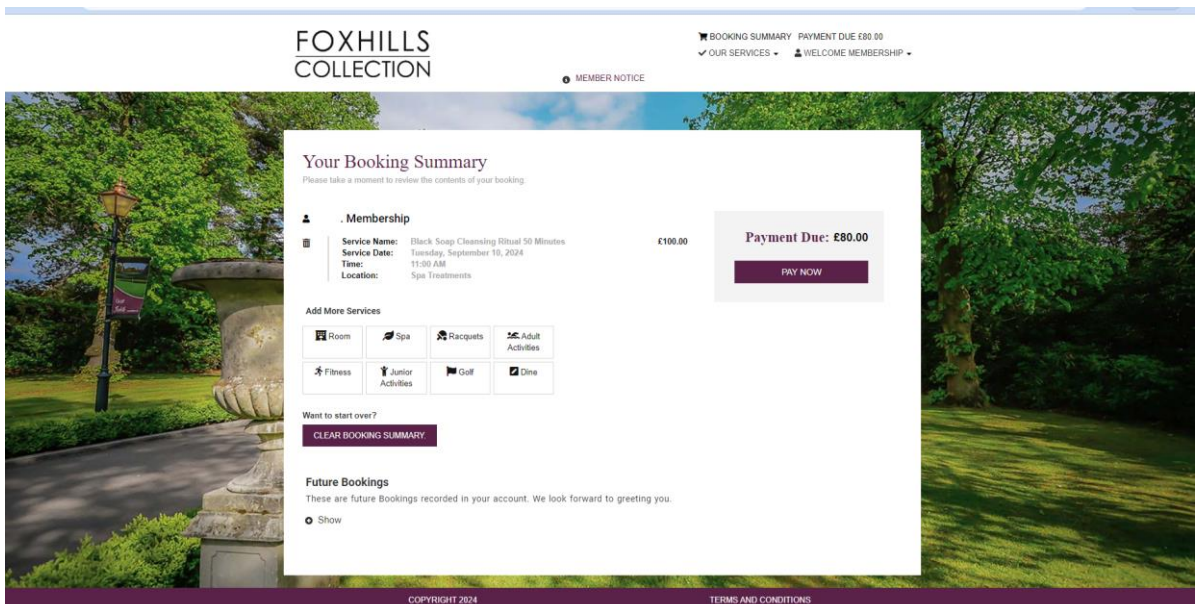 FOXHILLS
COLLECTION
BOOKING SUMMARY PAYMENT DUE £80.00
OUR SERVICES WELCOME MEMBERSHIP
MEMBER NOTICE
Your Booking Summary
Please take a moment to review the contents of your booking.
. Membership
Service Name: Black Soap Cleansing Ritual 50 Minutes £100.00
Service Date: Tuesday, September 10, 2024
Time: 11:00 AM
Location: Spa Treatments
Payment Due: £80.00
PAY NOW
Add More Services
Room Spa Racquets Adult
Activities
Fitness Junior Golf Dine
Activities
Want to start over?
CLEAR BOOKING SUMMARY.
Future Bookings
These are future Bookings recorded in your account. We look forward to greeting you.
Show
COPYRIGHT 2024 TERMS AND CONDITIONS